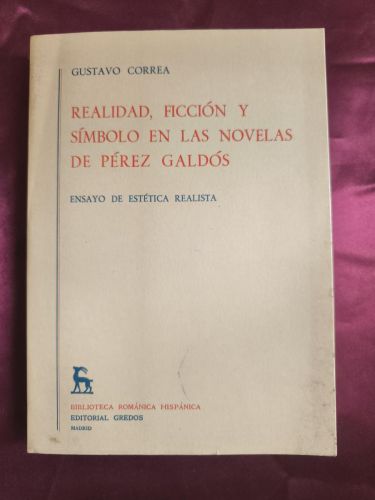 GUSTAVO CORREA
REALIDAD, FICCIÓN Y
SÍMBOLO EN LAS NOVELAS
DE PÉREZ GALDÓS
ENSAYO DE ESTÉTICA REALISTA
BIBLIOTECA ROMÁNICA HISPÁNICA
EDITORIAL GREDOS
MADRID